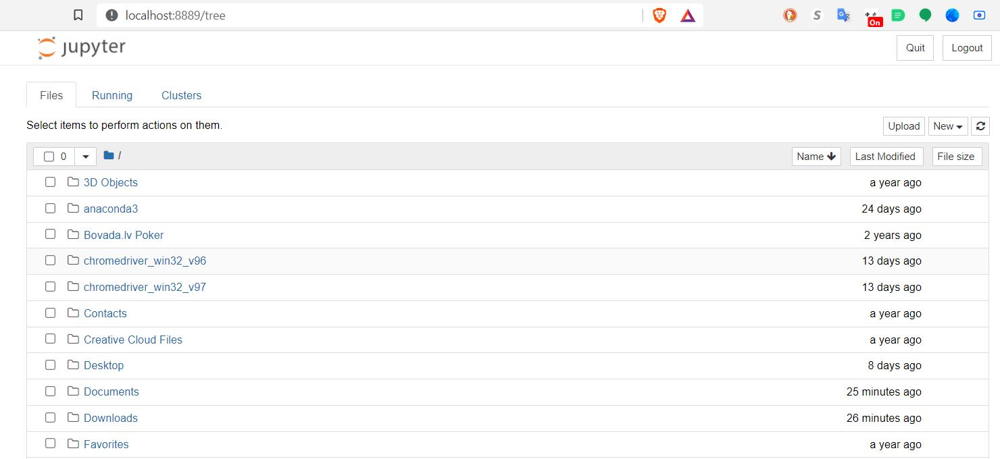 localhost:8889/tree
On
jupyter
Quit
Logout
Files
Running
Clusters
Select items to perform actions on them.
Upload
New
0
/
Name
Last Modified
File size
3D Objects
a year ago
anaconda3
24 days ago
Bovada.lv Poker
2 years ago
chromedriver_win32_v96
13 days ago
chromedriver_win32_v97
13 days ago
Contacts
a year ago
Creative Cloud Files
a year ago
Desktop
8 days ago
Documents
25 minutes ago
Downloads
26 minutes ago
Favorites
a year ago